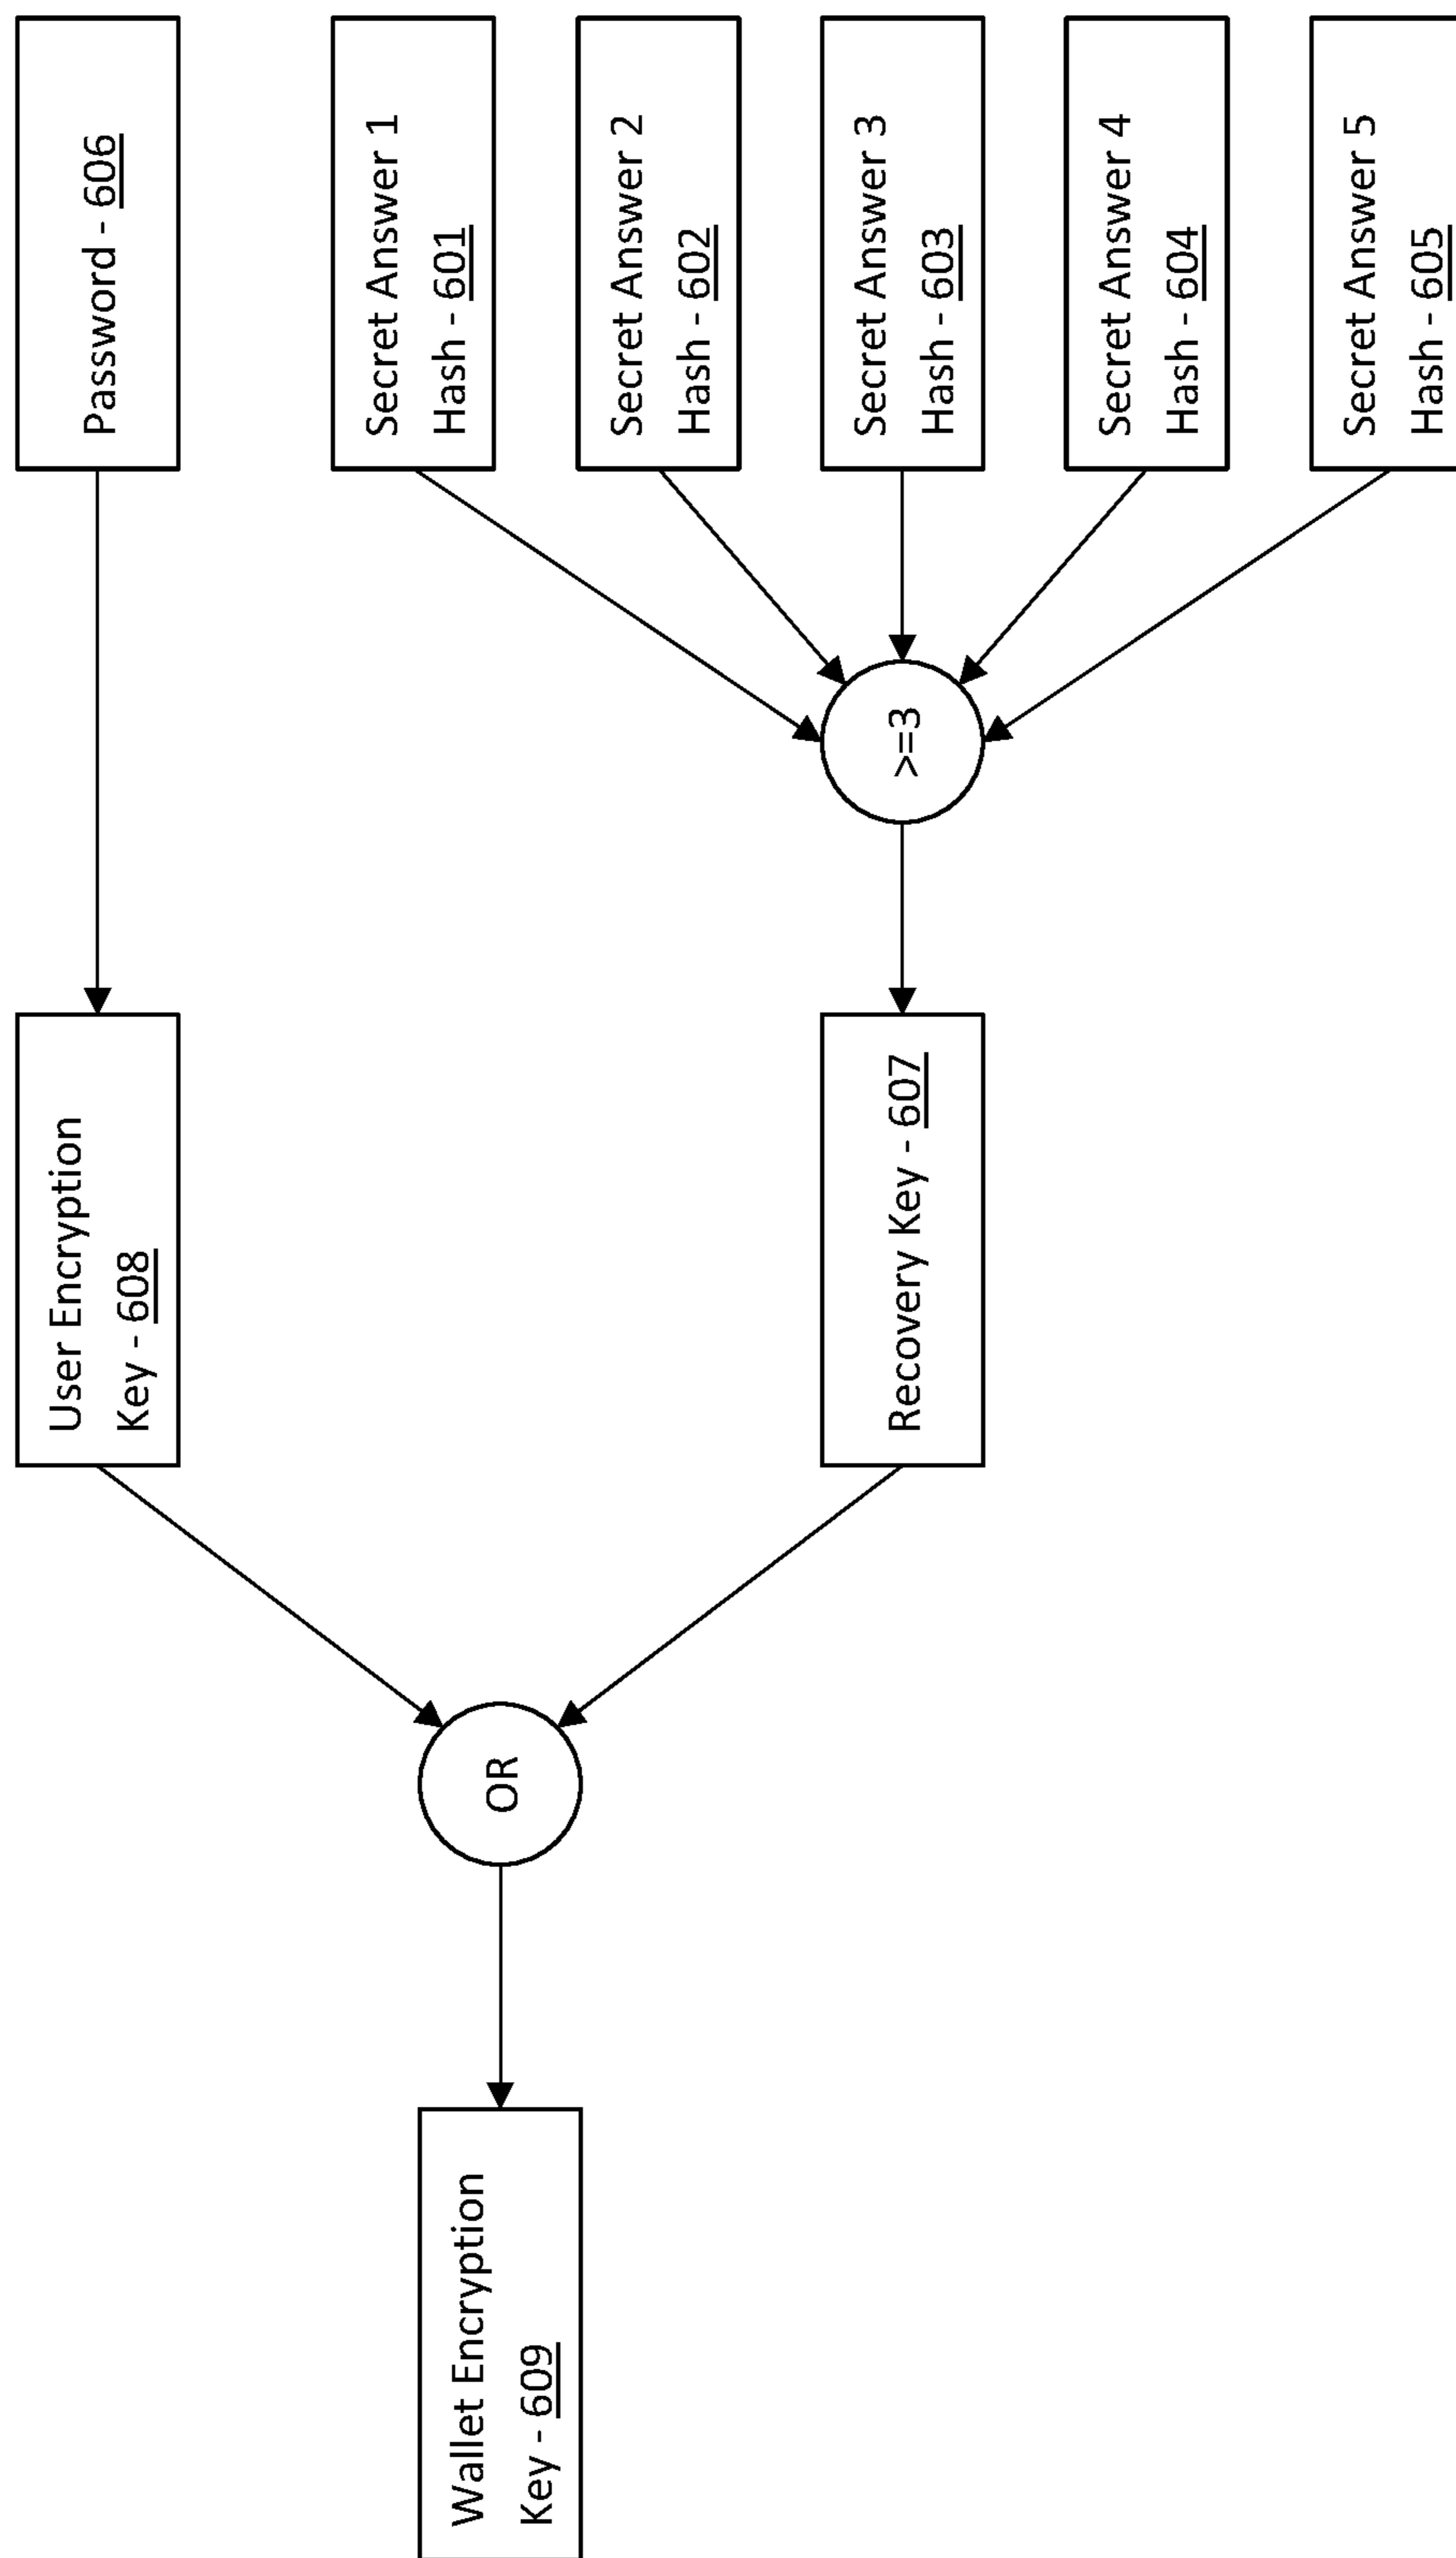 Wallet Encryption
Key - 609
OR
User Encryption
Key - 608
Recovery Key - 607
>=3
Password - 606
Secret Answer 1
Hash - 601
Secret Answer 2
Hash - 602
Secret Answer 3
Hash - 603
Secret Answer 4
Hash - 604
Secret Answer 5
Hash - 605